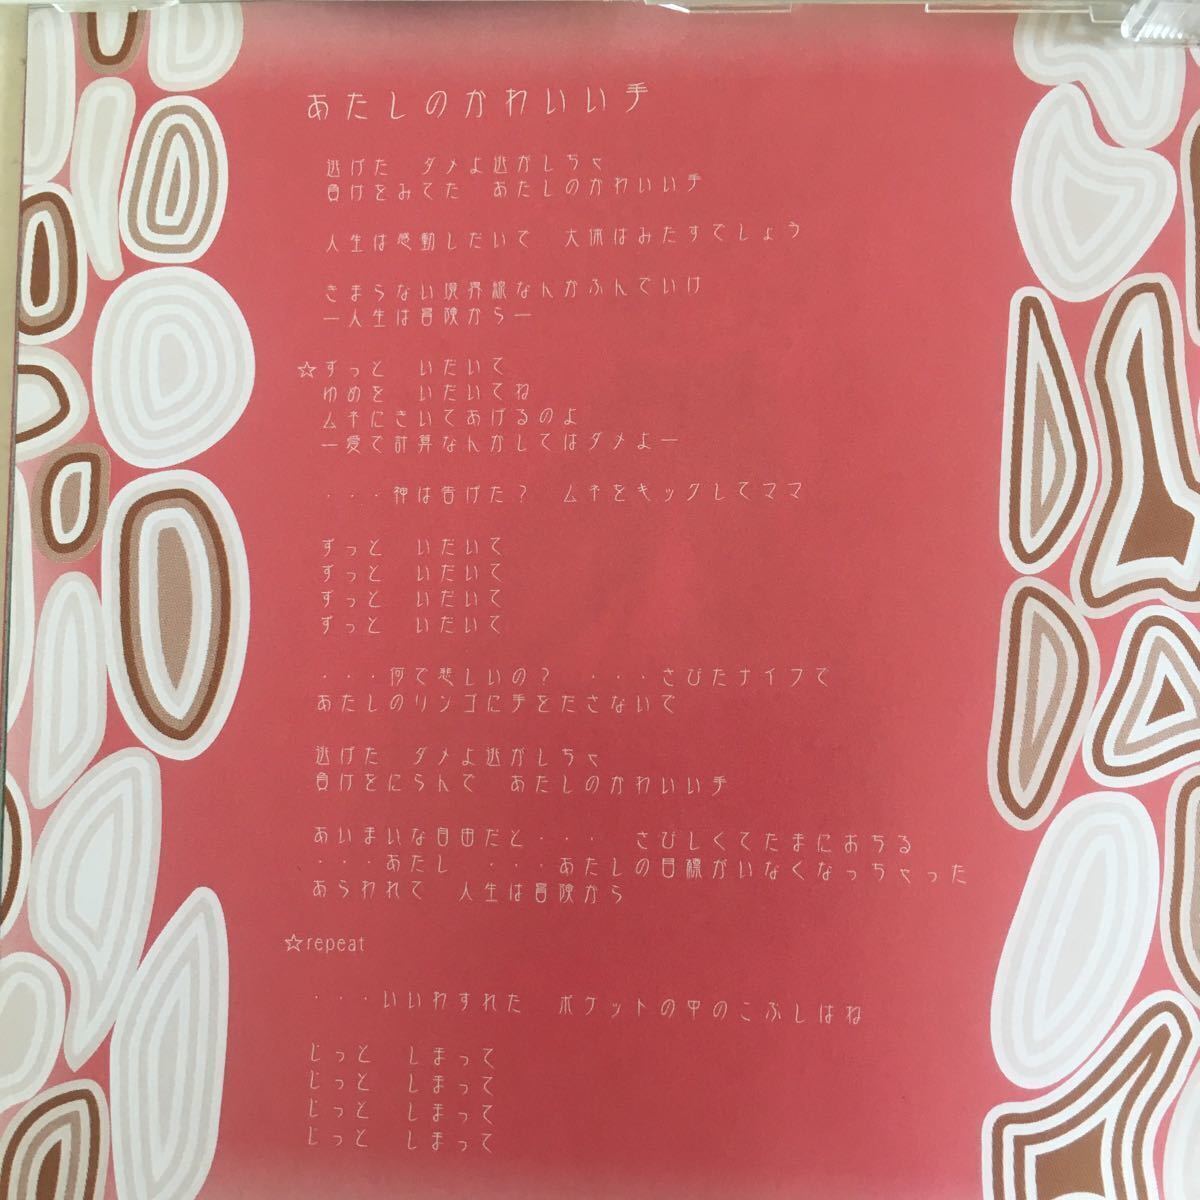 あたしのかわいい手
逃げた　ダメよ逃がしちゃ
負けをみてた　あたしのかわいい手
人生は感動しだいで　大体はみたすでしょう
きまらない境界線なんかふんでいけ
―人生は冒険から―
☆ずっと　いだいて
ゆめを　いだいてね
ムネにきいてあげるのよ
―愛で計算なんかしてはダメよ―
・・・神は告げた？　ムネをキックしてママ
ずっと　いだいて
ずっと　いだいて
ずっと　いだいて
ずっと　いだいて
・・・何で悲しいの？　・・・さびたナイフで
あたしのリンゴに手をださないで
逃げた　ダメよ逃がしちゃ
負けをにらんで　あたしのかわいい手
あいまいな自由だと・・・　さびしくてたまにおちる
・・・あたし　・・・あたしの目標がいなくなっちゃった
あらわれて　人生は冒険から
☆repeat
・・・いいわすれた　ポケットの中のこぶしはね
じっと　しまって
じっと　しまって
じっと　しまって
じっと　しまって